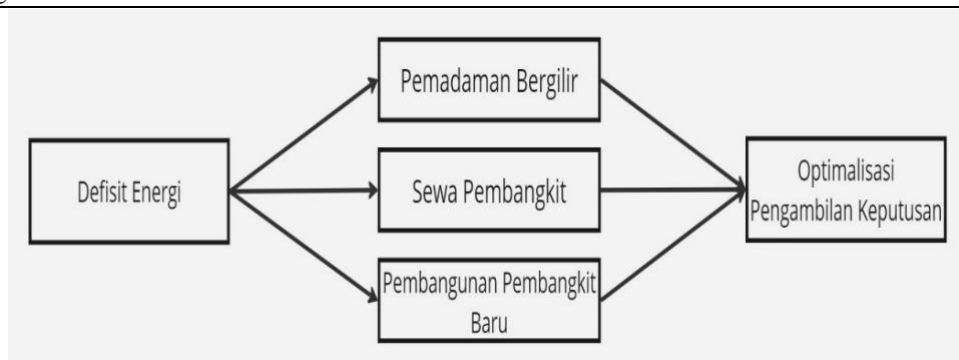 Pemadaman Bergilir
Defisit Energi
Sewa Pembangkit
Optimalisasi
Pengambilan Keputusan
Pembangunan Pembangkit
Baru